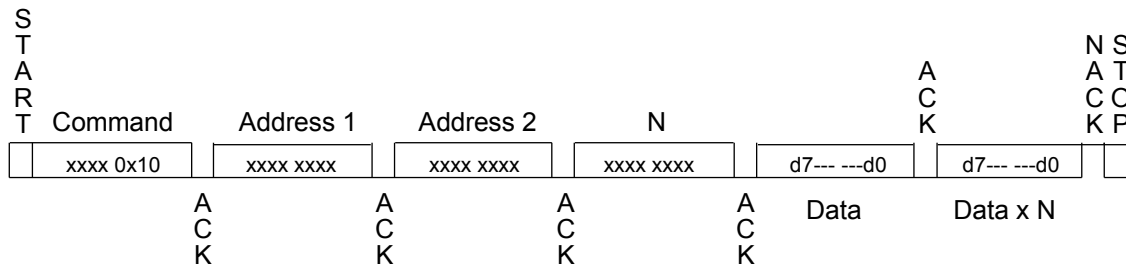 START
NACK
STOP
ACK
Command
Address 1
Address 2
N
xxxx 0x10
xxxx xxxx
xxxx xxxx
xxxx xxxx
d7--- ---d0
d7--- ---d0
ACK
ACK
ACK
ACK
Data
Data x N